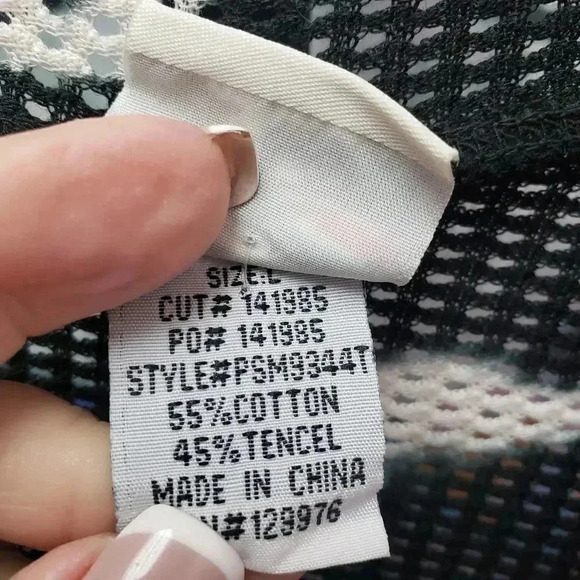 SIZE:L
CUT# 141985
PO# 141985
STYLE#PSM9344T
55%COTTON
45%TENCEL
MADE IN CHINA
N#129976